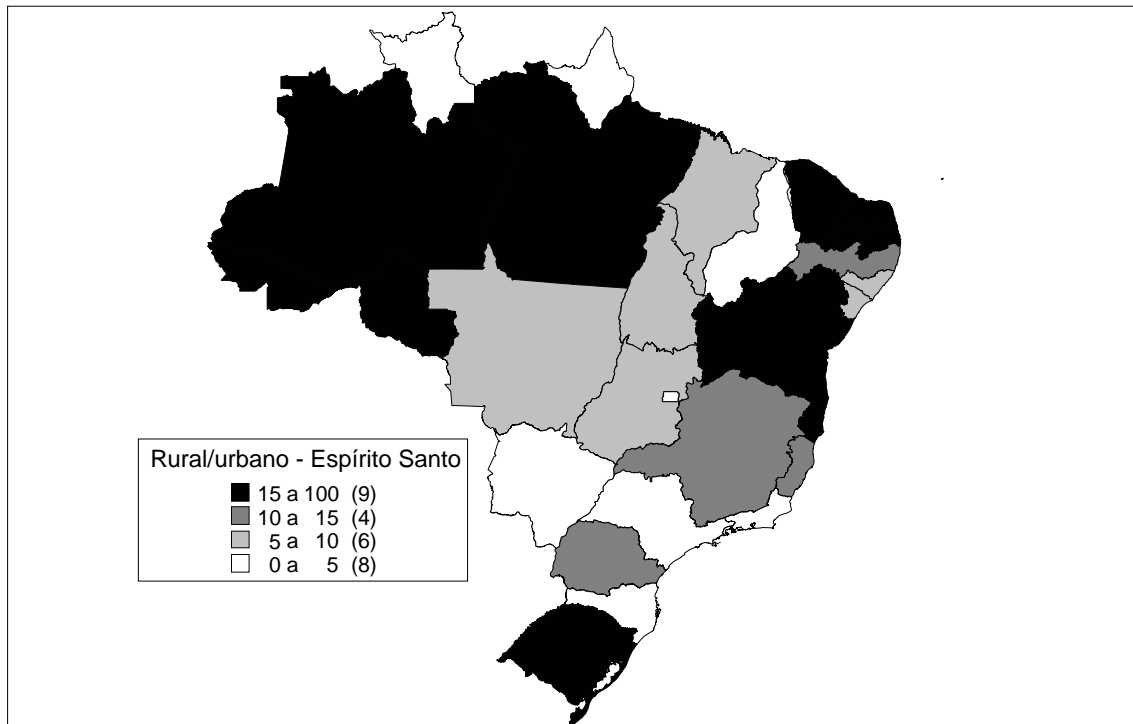 Rural/urbano - Espírito Santo
15 a 100 (9)
10 a 15 (4)
5 a 10 (6)
0 a 5 (8)